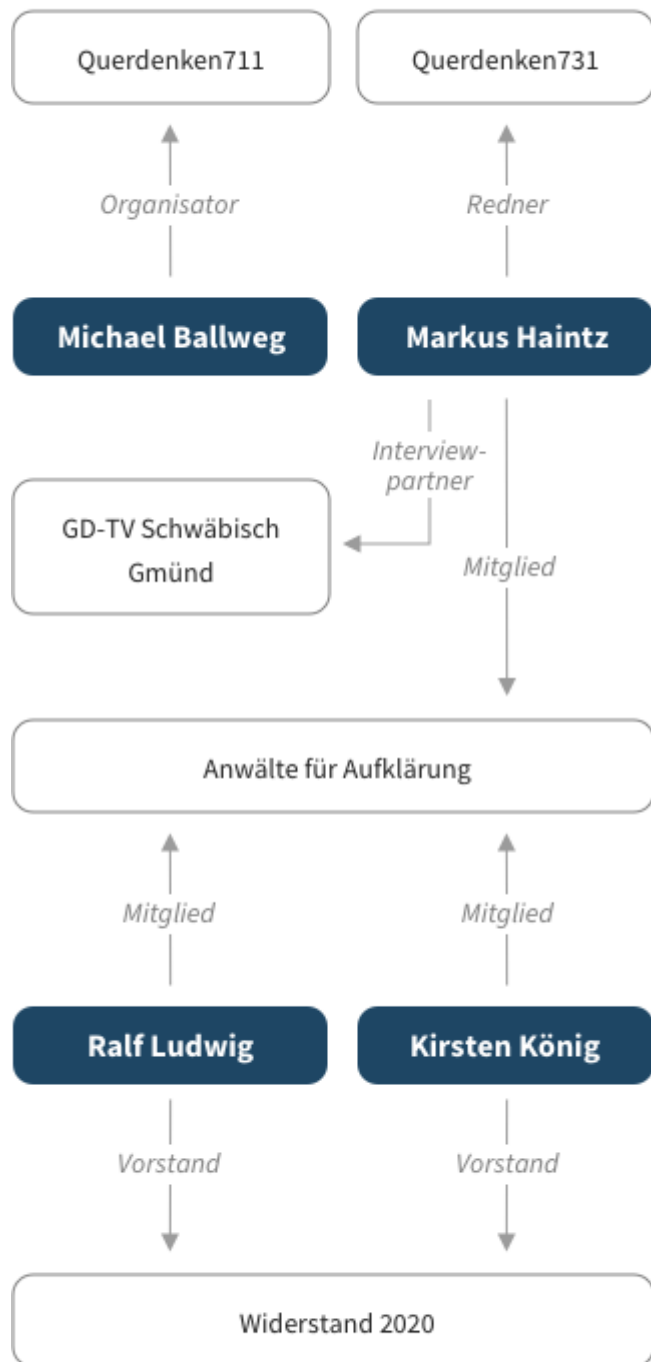 Querdenken711
Querdenken731
Organisator
Redner
Michael Ballweg
Markus Haintz
Interview-
partner
GD-TV Schwäbisch
Gmünd
Mitglied
Anwälte für Aufklärung
Mitglied
Mitglied
Ralf Ludwig
Kirsten König
Vorstand
Vorstand
Widerstand 2020